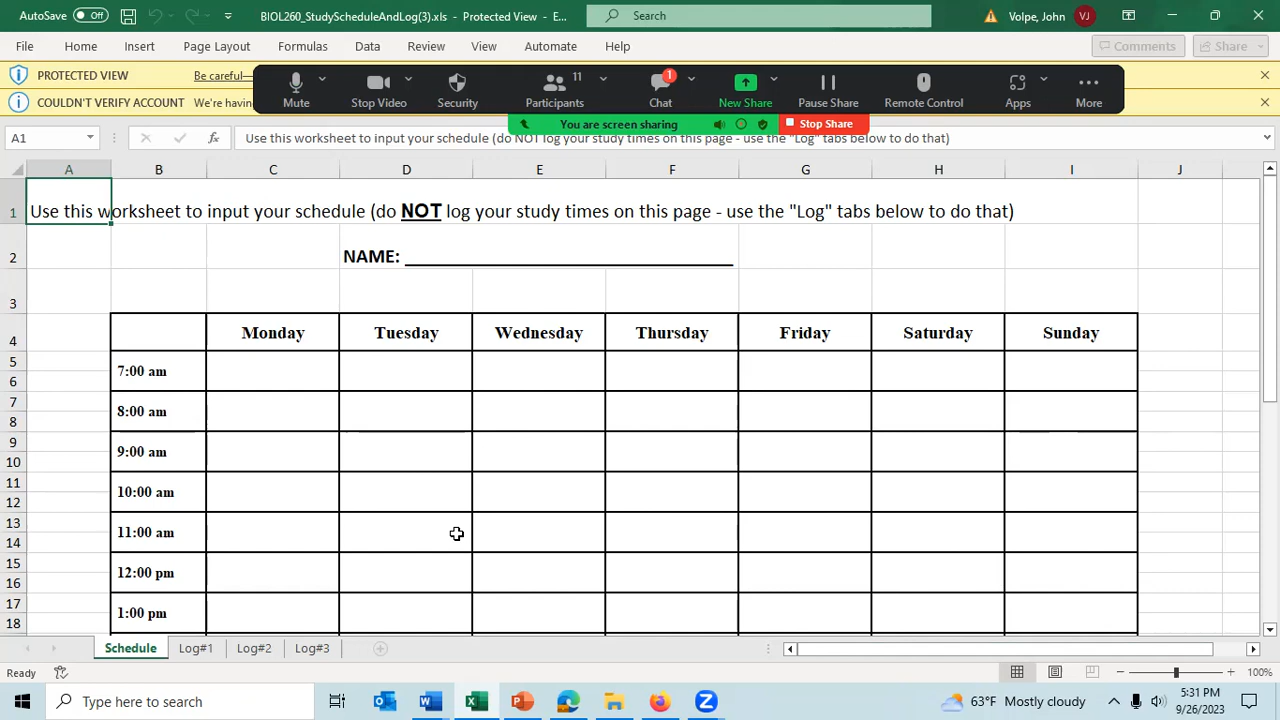 AutoSave Off BIOL260_StudyScheduleAndLog(3).xls - Protected View - E... Search Volpe, John VJ
File Home Insert Page Layout Formulas Data Review View Automate Help Comments Share
PROTECTED VIEW Be careful—
COULDN'T VERIFY ACCOUNT We're havin
Mute Stop Video Security Participants 11 Chat 1 New Share Pause Share Remote Control Apps More
You are screen sharing Stop Share
A1 fx Use this worksheet to input your schedule (do NOT log your study times on this page - use the "Log" tabs below to do that)
A B C D E F G H I J
1 Use this worksheet to input your schedule (do NOT log your study times on this page - use the "Log" tabs below to do that)
2 NAME: ______________________________
3
4 Monday Tuesday Wednesday Thursday Friday Saturday Sunday
5
7:00 am
6
7
8:00 am
8
9
9:00 am
10
11
10:00 am
12
13
11:00 am
14
15
12:00 pm
16
17
1:00 pm
18
Schedule Log#1 Log#2 Log#3
Ready 100%
Type here to search 63°F Mostly cloudy 5:31 PM
9/26/2023